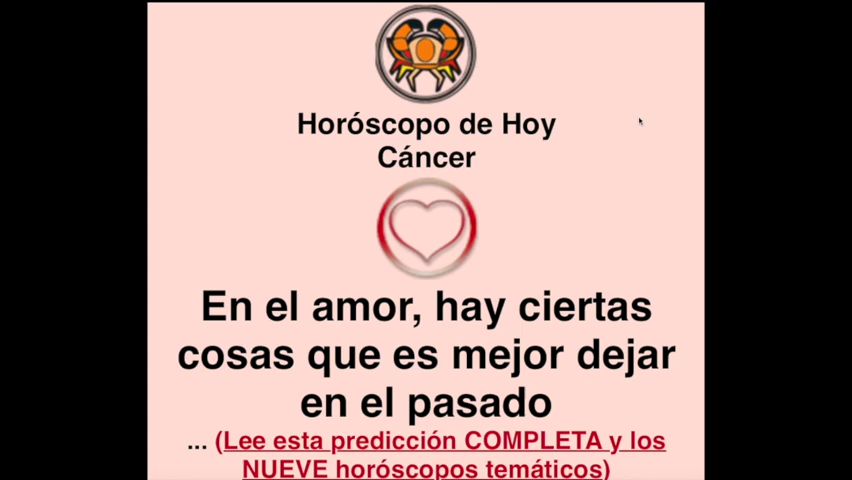 Horóscopo de Hoy
Cáncer
En el amor, hay ciertas
cosas que es mejor dejar
en el pasado
... (Lee esta predicción COMPLETA y los
NUEVE horóscopos temáticos)